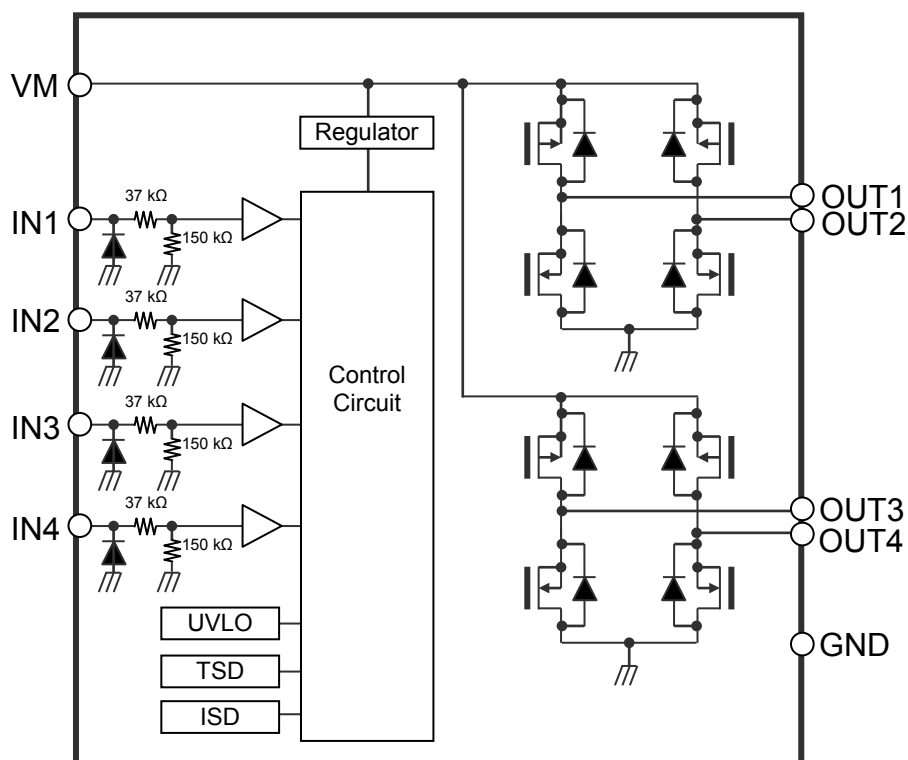 VM
Regulator
IN1
37 kΩ
150 kΩ
IN2
37 kΩ
150 kΩ
IN3
37 kΩ
150 kΩ
IN4
37 kΩ
150 kΩ
Control
Circuit
UVLO
TSD
ISD
OUT1
OUT2
OUT3
OUT4
GND